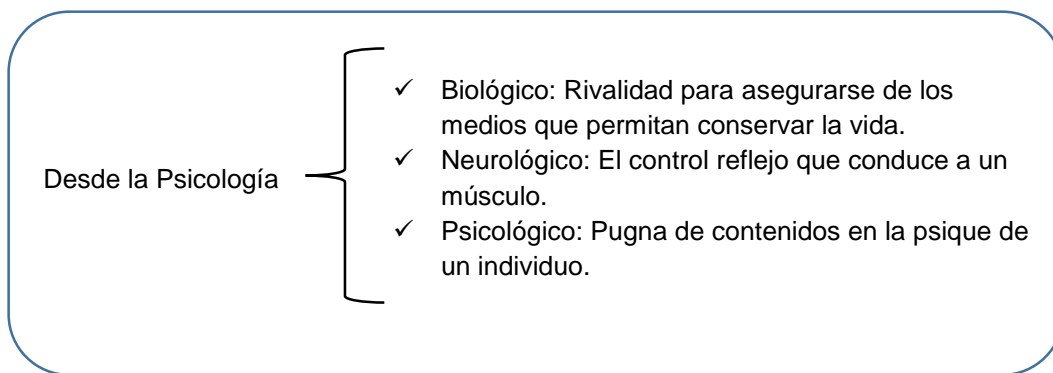 Desde la Psicología
✓ Biológico: Rivalidad para asegurarse de los
medios que permitan conservar la vida.
✓ Neurológico: El control reflejo que conduce a un
músculo.
✓ Psicológico: Pugna de contenidos en la psique de
un individuo.